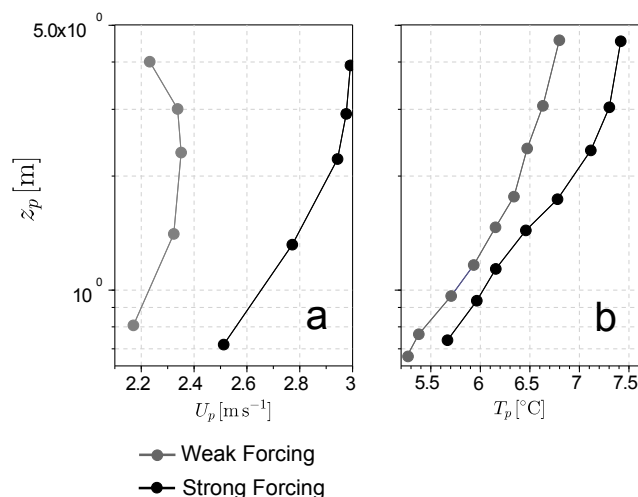 5.0x10 0
10 0
z_p [m]
a
b
2.2 2.4 2.6 2.8 3
5.5 6 6.5 7 7.5
U_p [m s⁻¹]
T_p [°C]
Weak Forcing
Strong Forcing